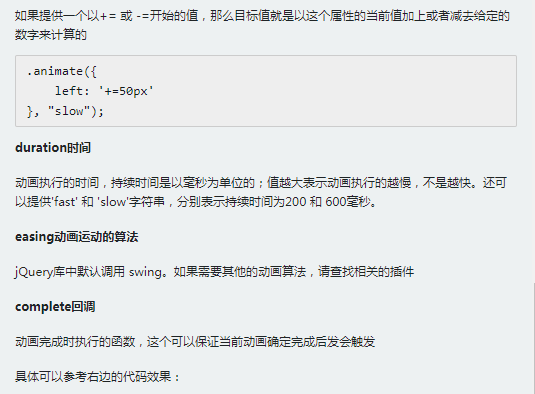 如果提供一个以+= 或 -=开始的值，那么目标值就是以这个属性的当前值加上或者减去给定的
数字来计算的
.animate({
    left: '+=50px'
}, "slow");
duration时间
动画执行的时间，持续时间是以毫秒为单位的；值越大表示动画执行的越慢，不是越快。还可
以提供'fast' 和 'slow'字符串，分别表示持续时间为200 和 600毫秒。
easing动画运动的算法
jQuery库中默认调用 swing。如果需要其他的动画算法，请查找相关的插件
complete回调
动画完成时执行的函数，这个可以保证当前动画确定完成后发会触发
具体可以参考右边的代码效果：